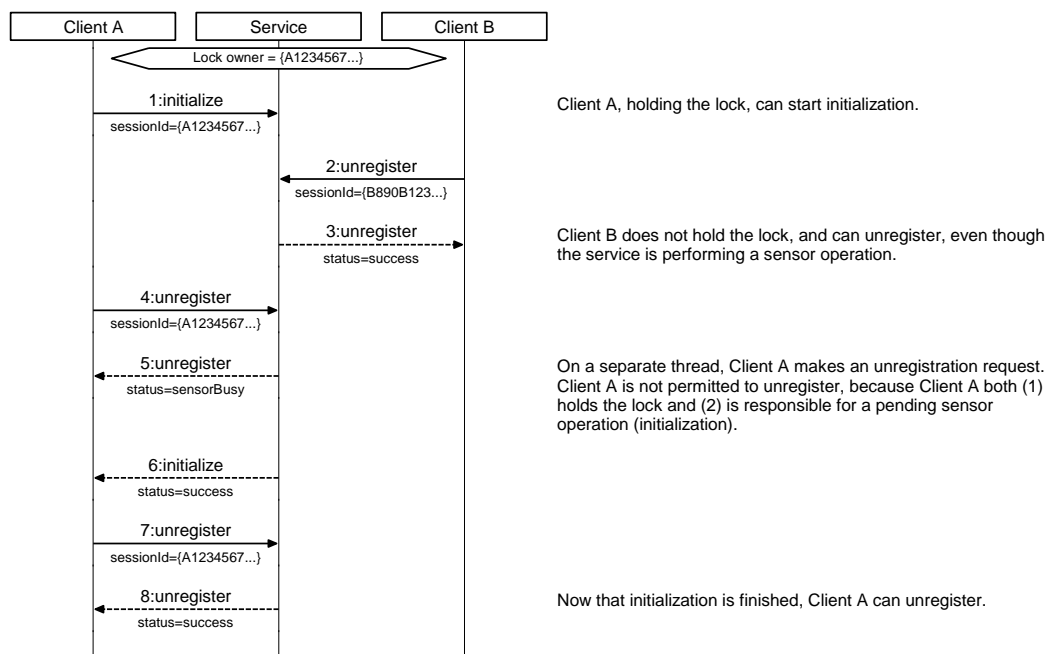 Client A Service Client B
Lock owner = {A1234567...}
1:initialize
sessionId={A1234567...}
Client A, holding the lock, can start initialization.
2:unregister
sessionId={B890B123...}
3:unregister
status=success
Client B does not hold the lock, and can unregister, even though
the service is performing a sensor operation.
4:unregister
sessionId={A1234567...}
5:unregister
status=sensorBusy
On a separate thread, Client A makes an unregistration request.
Client A is not permitted to unregister, because Client A both (1)
holds the lock and (2) is responsible for a pending sensor
operation (initialization).
6:initialize
status=success
7:unregister
sessionId={A1234567...}
8:unregister
status=success
Now that initialization is finished, Client A can unregister.